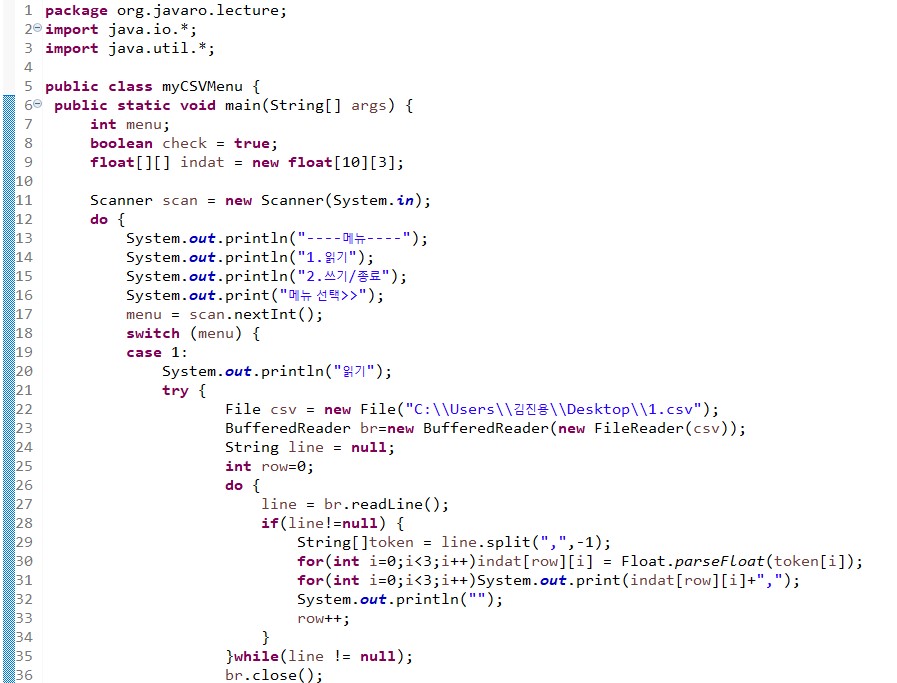 1 package org.javaro.lecture;
2 import java.io.*;
3 import java.util.*;
4
5 public class myCSVMenu {
6 public static void main(String[] args) {
7 int menu;
8 boolean check = true;
9 float[][] indat = new float[10][3];
10
11 Scanner scan = new Scanner(System.in);
12 do {
13 System.out.println("----메뉴----");
14 System.out.println("1.읽기");
15 System.out.println("2.쓰기/종료");
16 System.out.print("메뉴 선택>>");
17 menu = scan.nextInt();
18 switch (menu) {
19 case 1:
20 System.out.println("읽기");
21 try {
22 File csv = new File("C:\\Users\\김진용\\Desktop\\1.csv");
23 BufferedReader br=new BufferedReader(new FileReader(csv));
24 String line = null;
25 int row=0;
26 do {
27 line = br.readLine();
28 if(line!=null) {
29 String[]token = line.split(",",-1);
30 for(int i=0;i<3;i++)indat[row][i] = Float.parseFloat(token[i]);
31 for(int i=0;i<3;i++)System.out.print(indat[row][i]+",");
32 System.out.println("");
33 row++;
34 }
35 }while(line != null);
36 br.close();